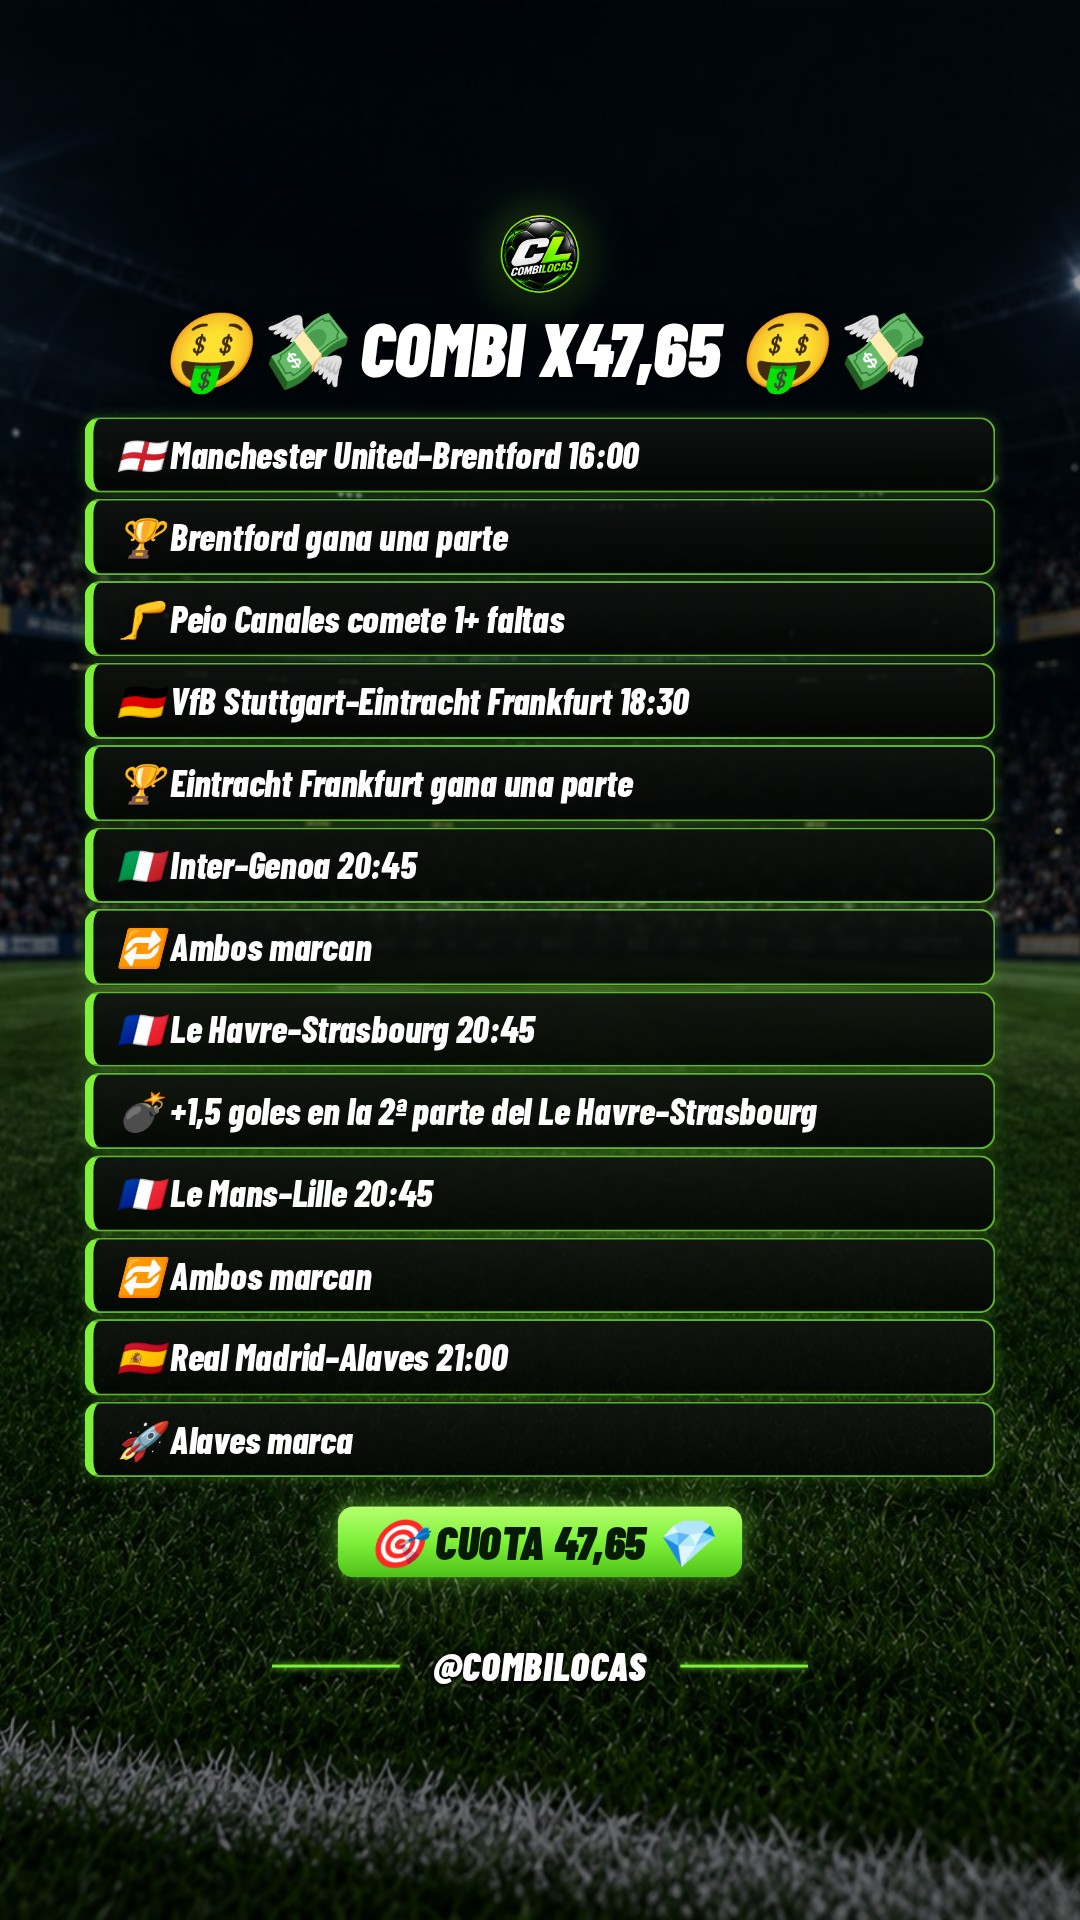 CL
COMBILOCAS
🤑💸 COMBI X47,65 🤑💸
🏴󠁧󠁢󠁥󠁮󠁧󠁿Manchester United-Brentford 16:00
🏆Brentford gana una parte
🦵Peio Canales comete 1+ faltas
🇩🇪VfB Stuttgart-Eintracht Frankfurt 18:30
🏆Eintracht Frankfurt gana una parte
🇮🇹Inter-Genoa 20:45
🔁Ambos marcan
🇫🇷Le Havre-Strasbourg 20:45
💣+1,5 goles en la 2ª parte del Le Havre-Strasbourg
🇫🇷Le Mans-Lille 20:45
🔁Ambos marcan
🇪🇸Real Madrid-Alaves 21:00
🚀Alaves marca
🎯CUOTA 47,65 💎
@COMBILOCAS